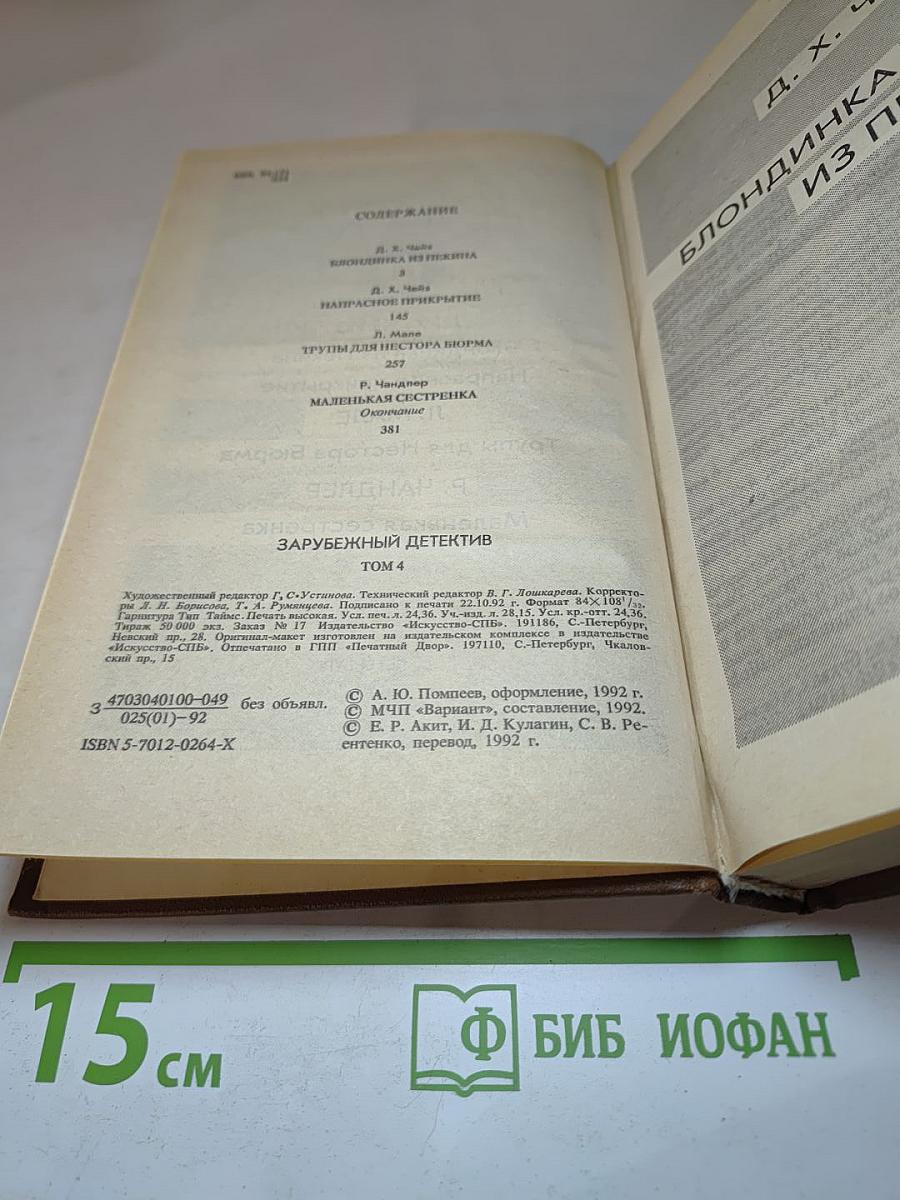 СОДЕРЖАНИЕ
Д. Х. Чейз
БЛОНДИНКА ИЗ ПЕКИНА
3
Д. Х. Чейз
НАПРАСНОЕ ПРИКРЫТИЕ
145
Л. Мале
ТРУПЫ ДЛЯ НЕСТОРА БЮРМА
257
Р. Чандлер
МАЛЕНЬКАЯ СЕСТРЕНКА
Окончание
381
ЗАРУБЕЖНЫЙ ДЕТЕКТИВ
ТОМ 4
Художественный редактор Г. С. Устинова. Технический редактор В. Г. Лошкарева. Корректо-
ры Л. Н. Борисова, Т. А. Румянцева. Подписано к печати 22.10.92 г. Формат 84×108¹/₃₂.
Гарнитура Тип Таймс. Печать высокая. Усл. печ. л. 24,36. Уч.-изд. л. 28,15. Усл. кр.-отт. 24,36.
Тираж 50 000 экз. Заказ № 17 Издательство «Искусство-СПБ». 191186, С.-Петербург,
Невский пр., 28. Оригинал-макет изготовлен на издательском комплексе в издательстве
«Искусство-СПБ». Отпечатано в ГПП «Печатный Двор». 197110, С.-Петербург, Чкалов-
ский пр., 15
З 4703040100—049 без объявл.
025(01)—92
ISBN 5-7012-0264-X
© А. Ю. Помпеев, оформление, 1992 г.
© МЧП «Вариант», составление, 1992.
© Е. Р. Акит, И. Д. Кулагин, С. В. Ре-
ентенко, перевод, 1992 г.
Д. Х.
БЛОНДИНКА
ИЗ
15 см
Ф БИБ ИОФАН